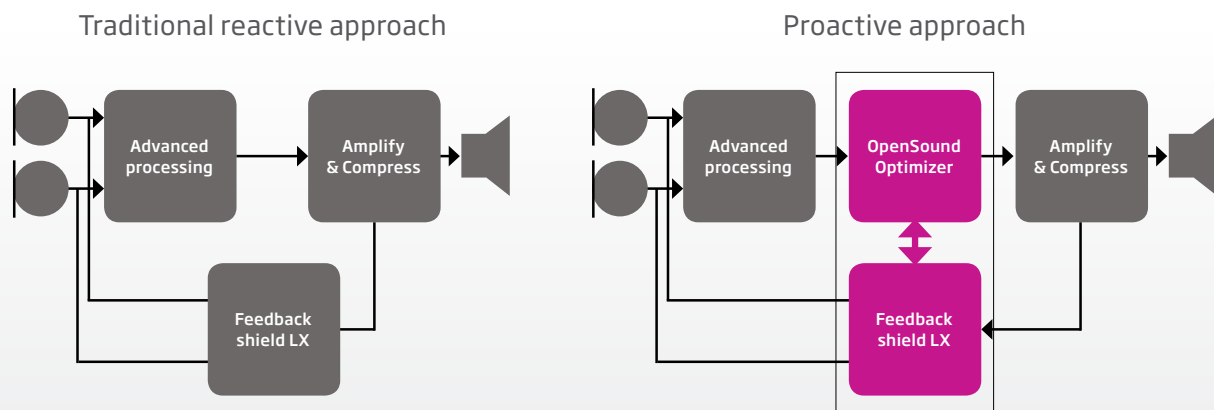 Traditional reactive approach
Advanced
processing
Amplify
& Compress
Feedback
shield LX
Proactive approach
Advanced
processing
OpenSound
Optimizer
Amplify
& Compress
Feedback
shield LX